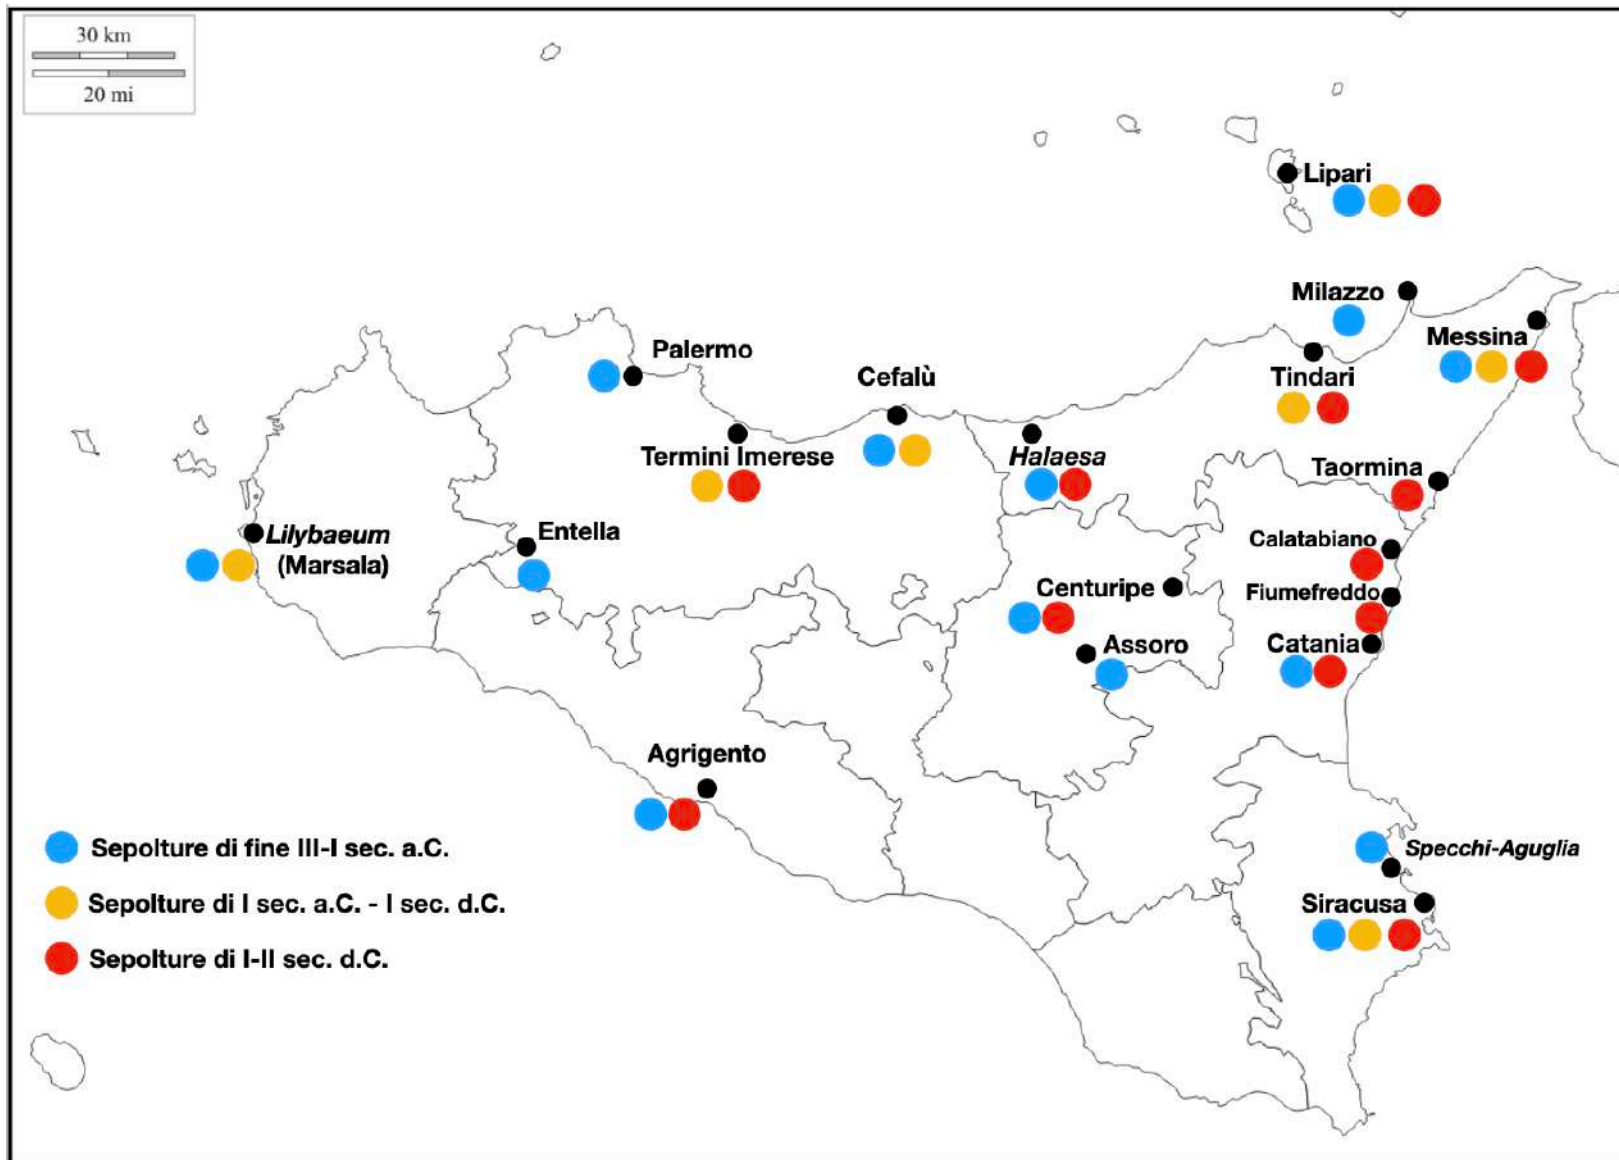 30 km
20 mi
Lipari
Milazzo
Messina
Palermo
Cefalù
Tindari
Termini Imerese
Halaesa
Taormina
Lilybaeum
(Marsala)
Entella
Calatabiano
Centuripe
Fiumefreddo
Assoro
Catania
Agrigento
Specchi-Aguglia
Siracusa
Sepolture di fine III-I sec. a.C.
Sepolture di I sec. a.C. - I sec. d.C.
Sepolture di I-II sec. d.C.